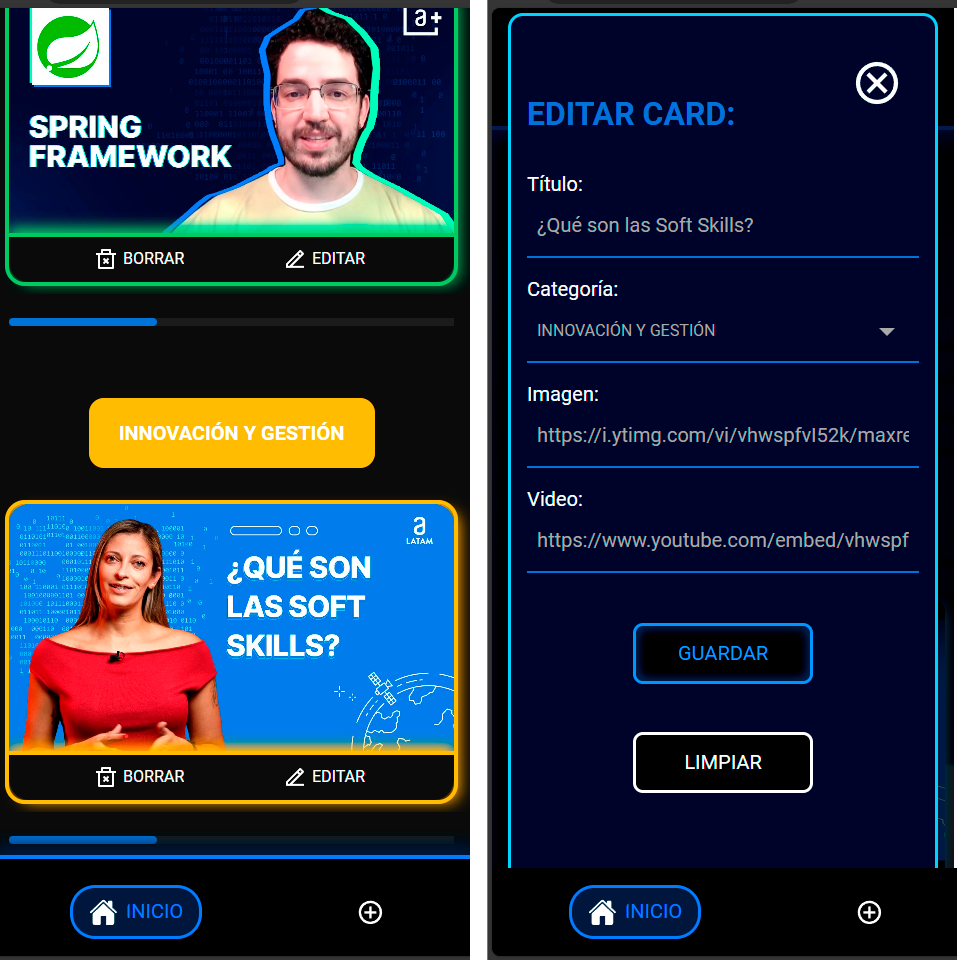 a+
SPRING
FRAMEWORK
BORRAR
EDITAR
INNOVACIÓN Y GESTIÓN
a
LATAM
¿QUÉ SON
LAS SOFT
SKILLS?
BORRAR
EDITAR
INICIO
EDITAR CARD:
Título:
¿Qué son las Soft Skills?
Categoría:
INNOVACIÓN Y GESTIÓN
Imagen:
https://i.ytimg.com/vi/vhwspfvI52k/maxre
Video:
https://www.youtube.com/embed/vhwspf
GUARDAR
LIMPIAR
INICIO